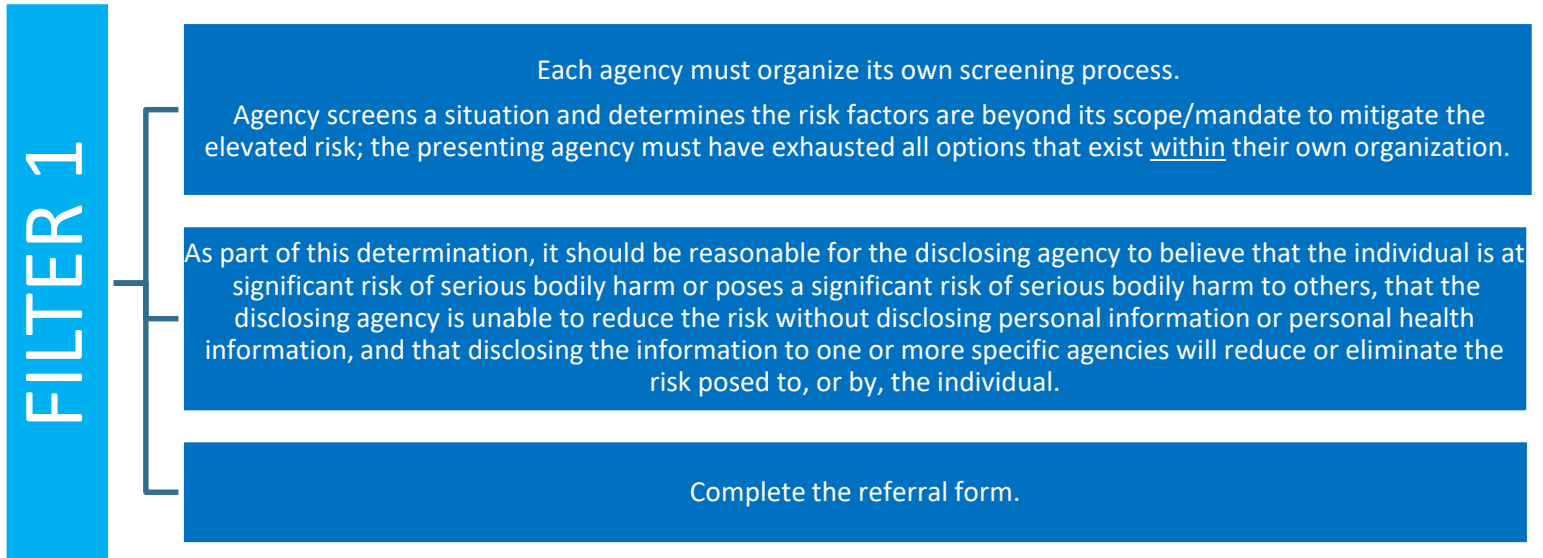 FILTER 1
Each agency must organize its own screening process.
Agency screens a situation and determines the risk factors are beyond its scope/mandate to mitigate the
elevated risk; the presenting agency must have exhausted all options that exist within their own organization.
As part of this determination, it should be reasonable for the disclosing agency to believe that the individual is at
significant risk of serious bodily harm or poses a significant risk of serious bodily harm to others, that the
disclosing agency is unable to reduce the risk without disclosing personal information or personal health
information, and that disclosing the information to one or more specific agencies will reduce or eliminate the
risk posed to, or by, the individual.
Complete the referral form.